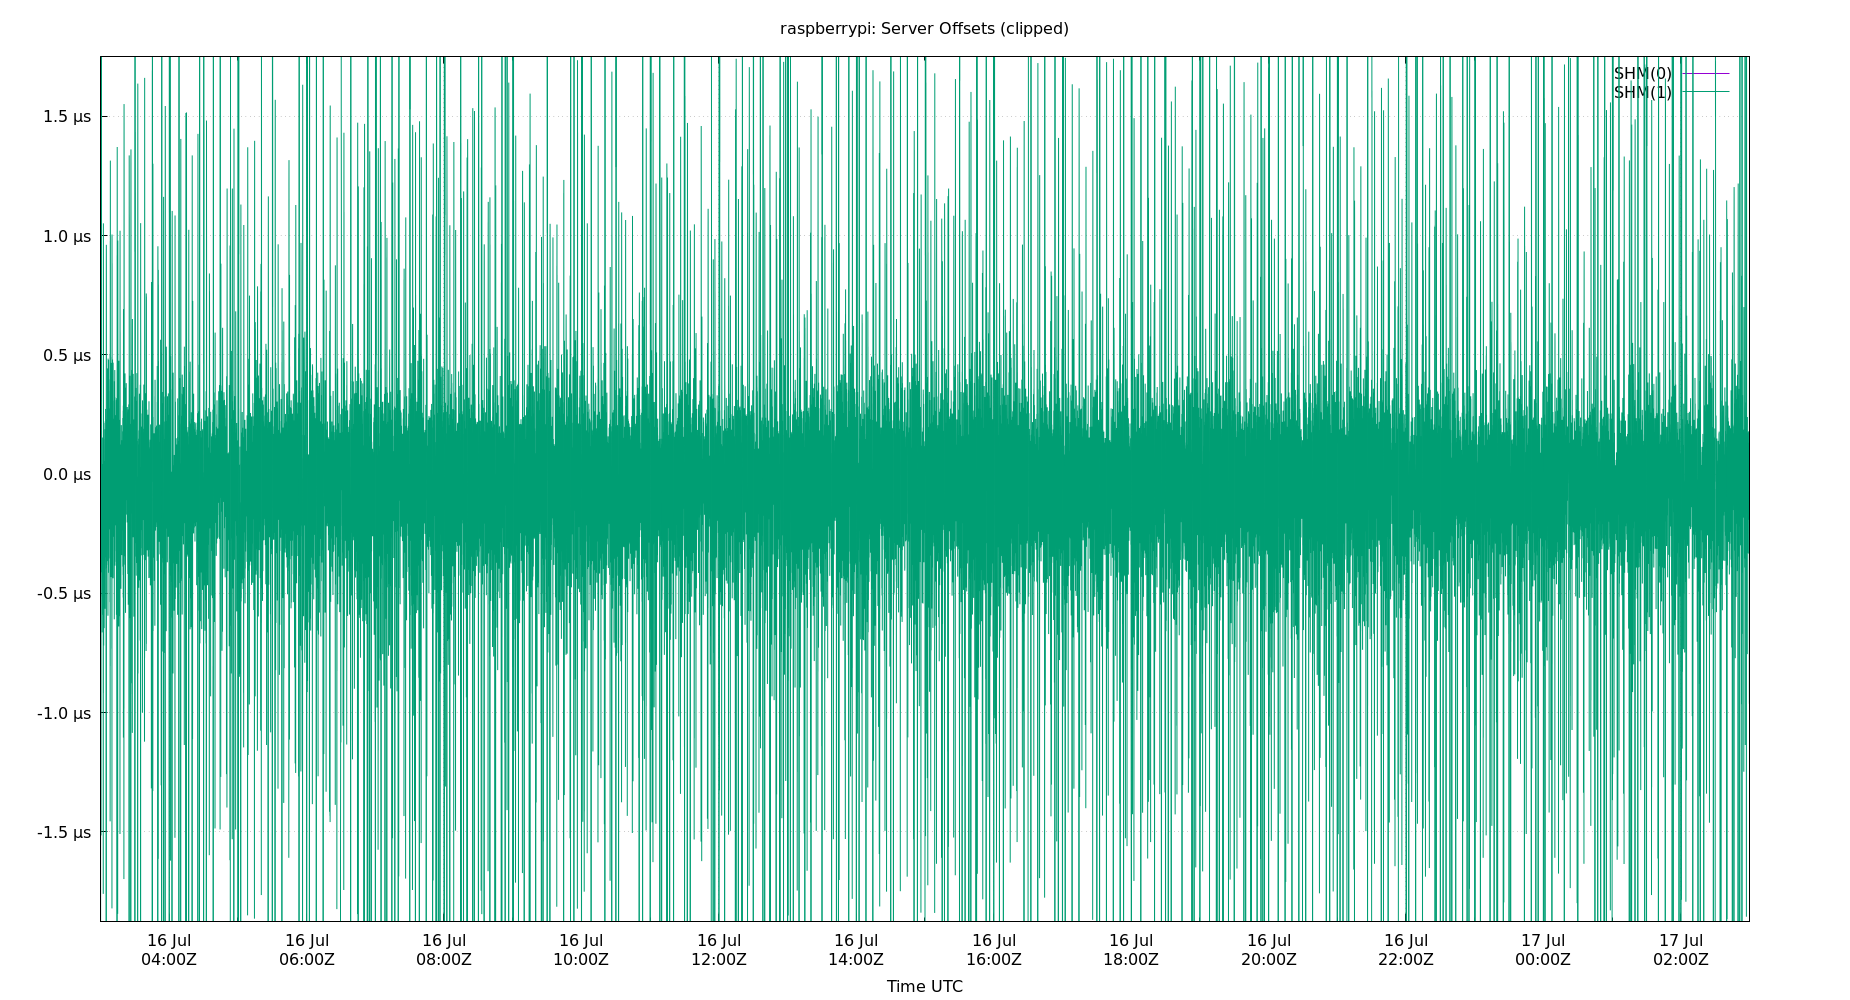 raspberrypi: Server Offsets (clipped)
SHM(0)
SHM(1)
1.5 µs
1.0 µs
0.5 µs
0.0 µs
-0.5 µs
-1.0 µs
-1.5 µs
16 Jul 16 Jul 16 Jul 16 Jul 16 Jul 16 Jul 16 Jul 16 Jul 16 Jul 16 Jul 17 Jul 17 Jul
04:00Z 06:00Z 08:00Z 10:00Z 12:00Z 14:00Z 16:00Z 18:00Z 20:00Z 22:00Z 00:00Z 02:00Z
Time UTC